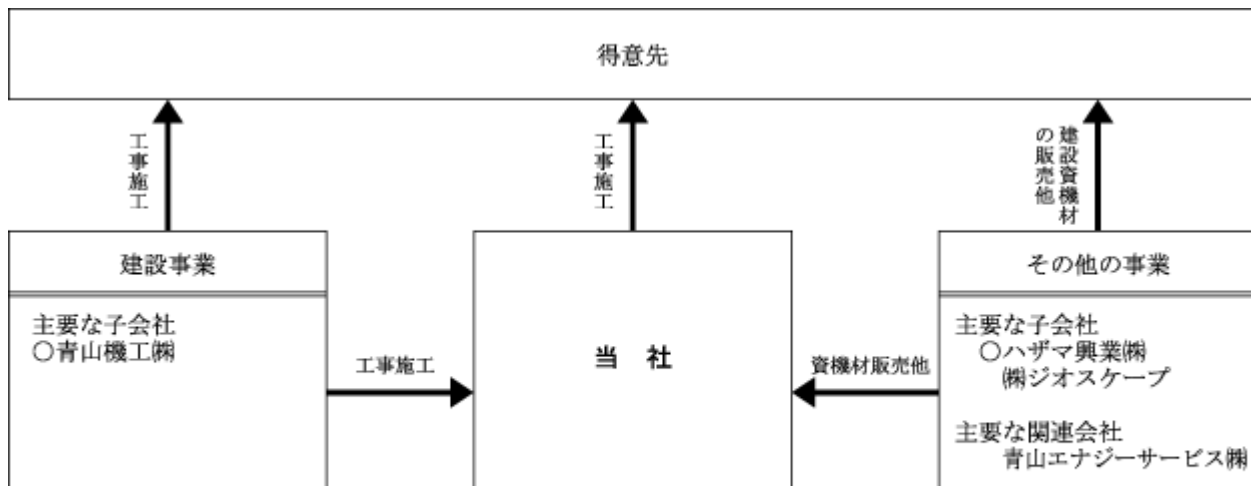 得意先
工事施工
工事施工
建設資機材
の販売他
建設事業
主要な子会社
○青山機工㈱
工事施工
当 社
資機材販売他
その他の事業
主要な子会社
○ハザマ興業㈱
㈱ジオスケープ
主要な関連会社
青山エナジーサービス㈱